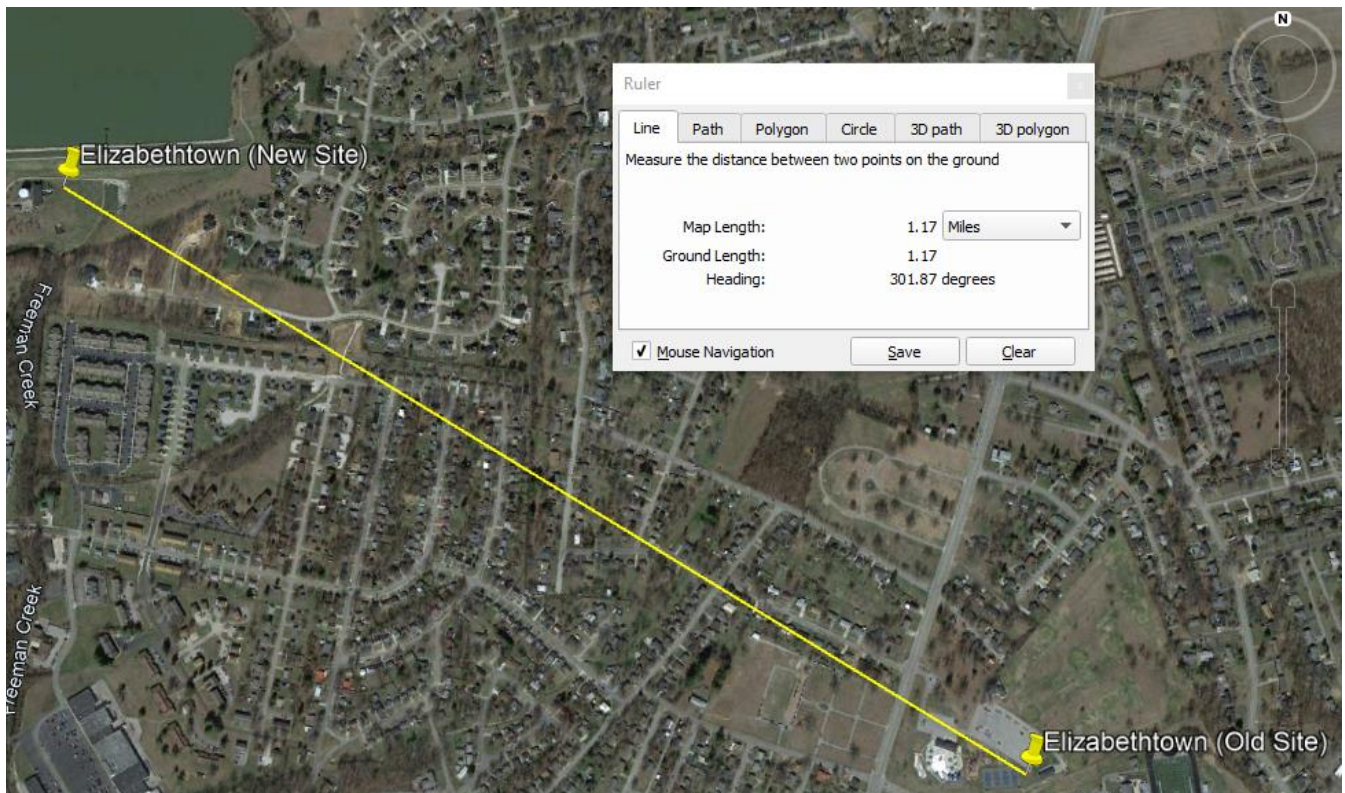 N
Elizabethtown (New Site)
Ruler
Line Path Polygon Circle 3D path 3D polygon
Measure the distance between two points on the ground
Map Length: 1.17 Miles
Ground Length: 1.17
Heading: 301.87 degrees
Mouse Navigation Save Clear
Freeman Creek
Freeman Creek
Elizabethtown (Old Site)